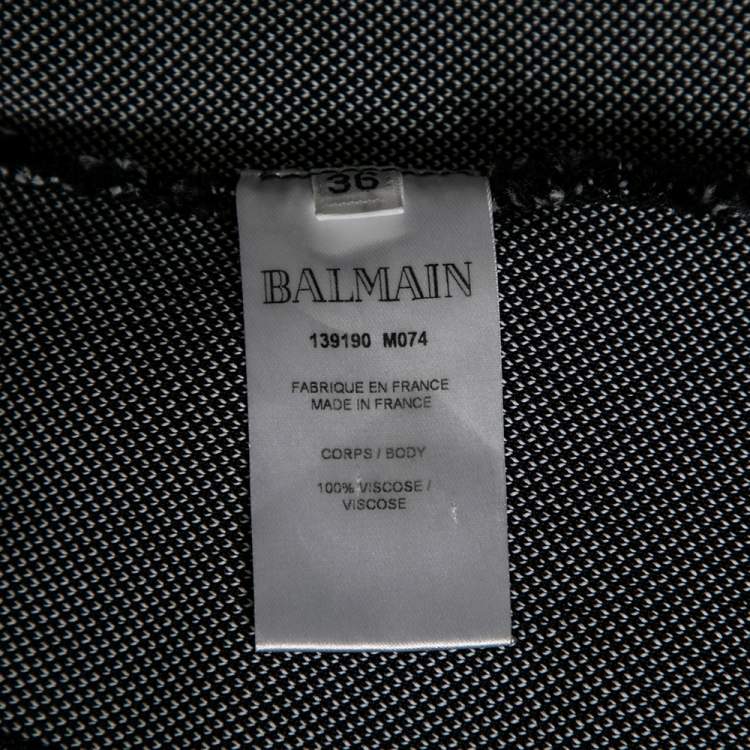 36
BALMAIN
139190 M074
FABRIQUE EN FRANCE
MADE IN FRANCE
CORPS / BODY
100% VISCOSE /
VISCOSE